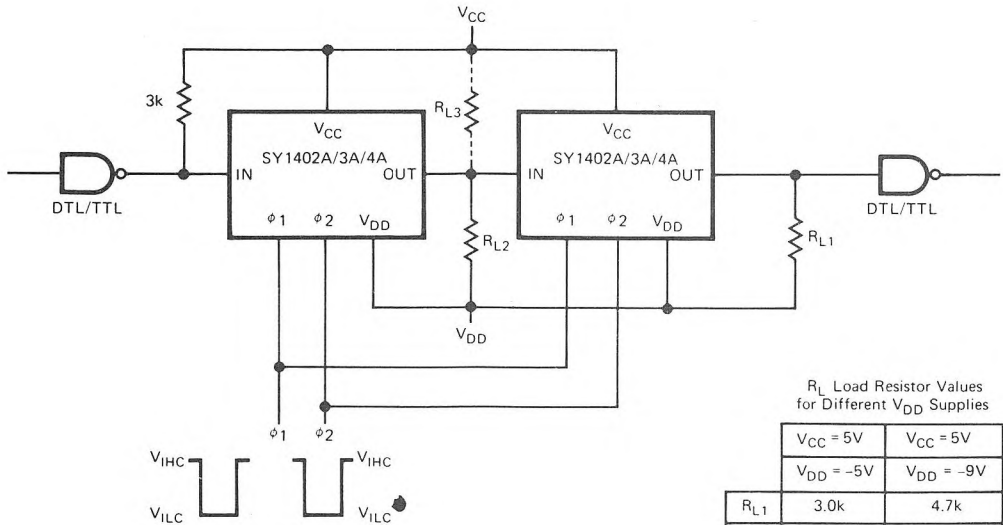 VCC
3k
RL3
VCC
SY1402A/3A/4A
IN
OUT
ϕ1 ϕ2 VDD
VCC
SY1402A/3A/4A
IN
OUT
ϕ1 ϕ2 VDD
DTL/TTL
DTL/TTL
RL2
RL1
VDD
ϕ1 ϕ2
VIHC
VIHC
VILC
VILC
RL Load Resistor Values
for Different VDD Supplies
VCC = 5V VCC = 5V
VDD = −5V VDD = −9V
RL1 3.0k 4.7k